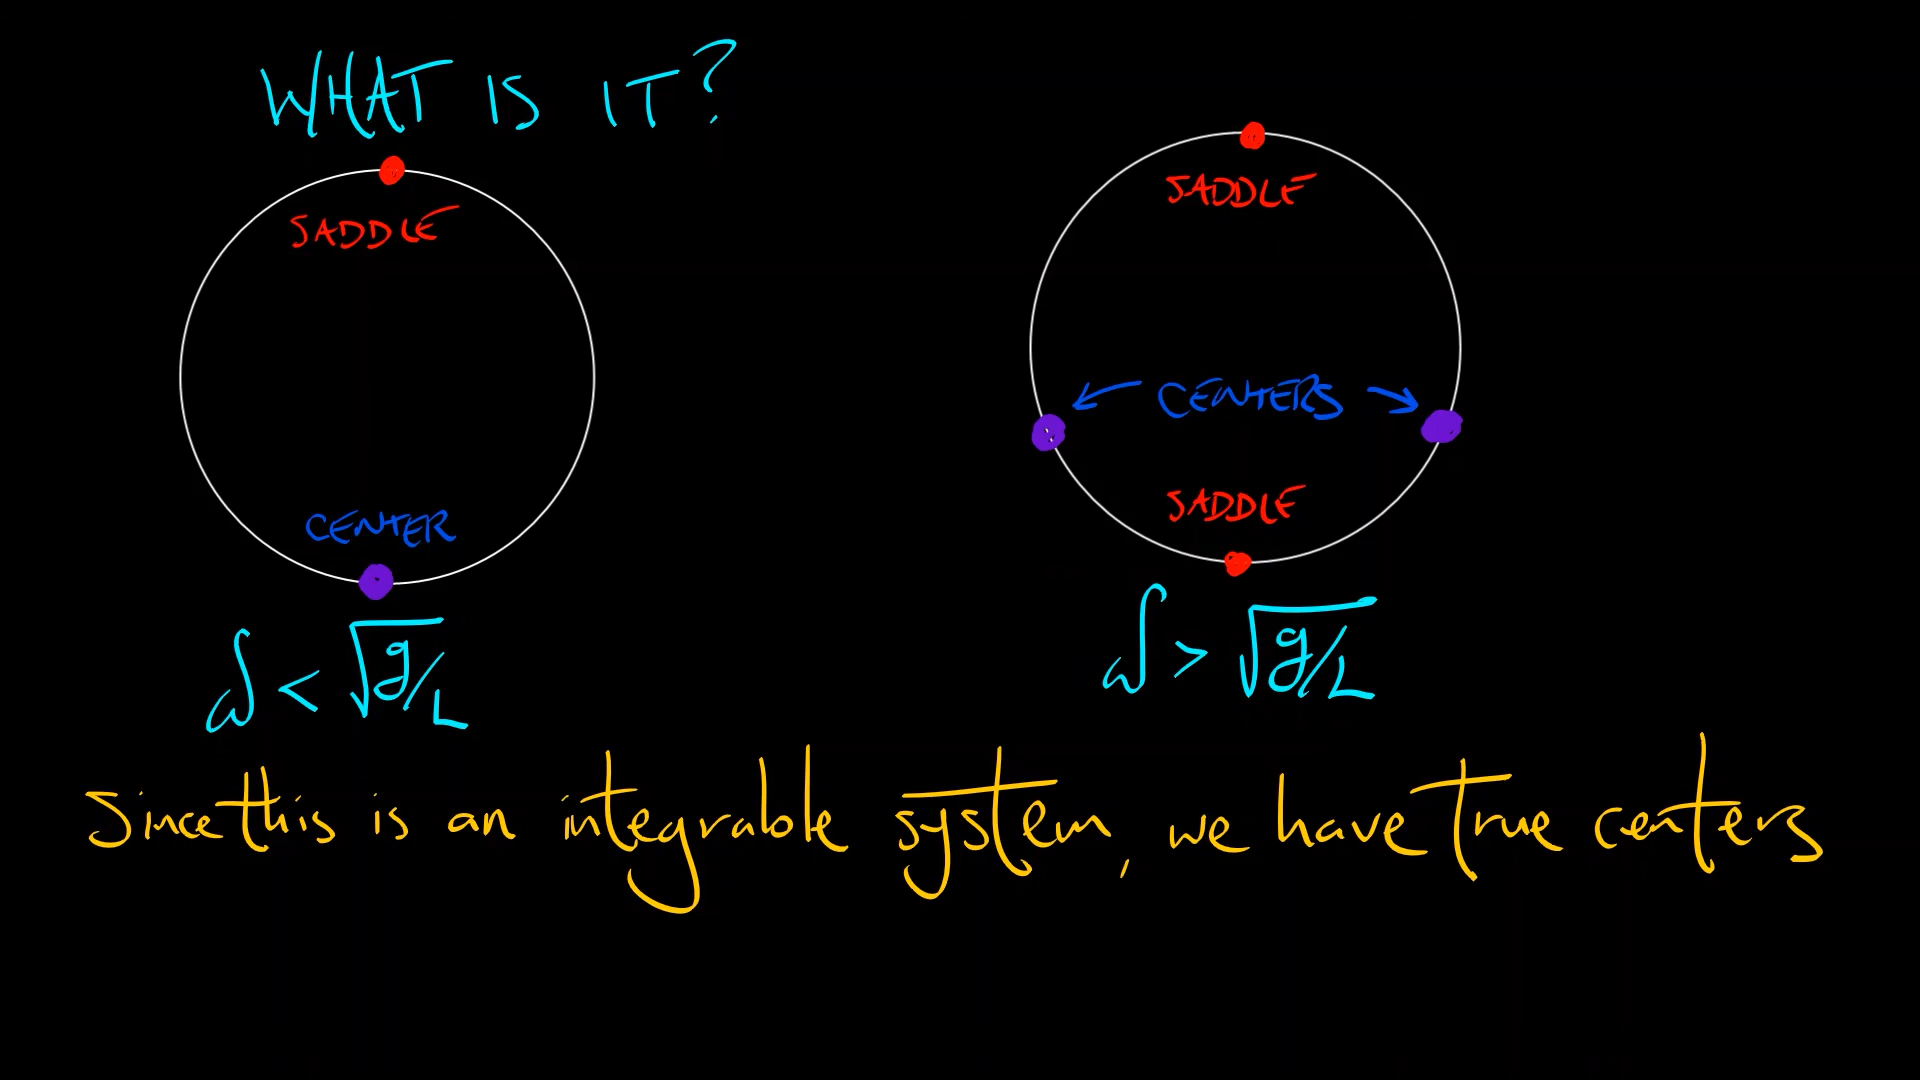 WHAT IS IT?
SADDLE
CENTER
ω < √g/L
SADDLE
← CENTERS →
SADDLE
ω > √g/L
Since this is an integrable system, we have true centers